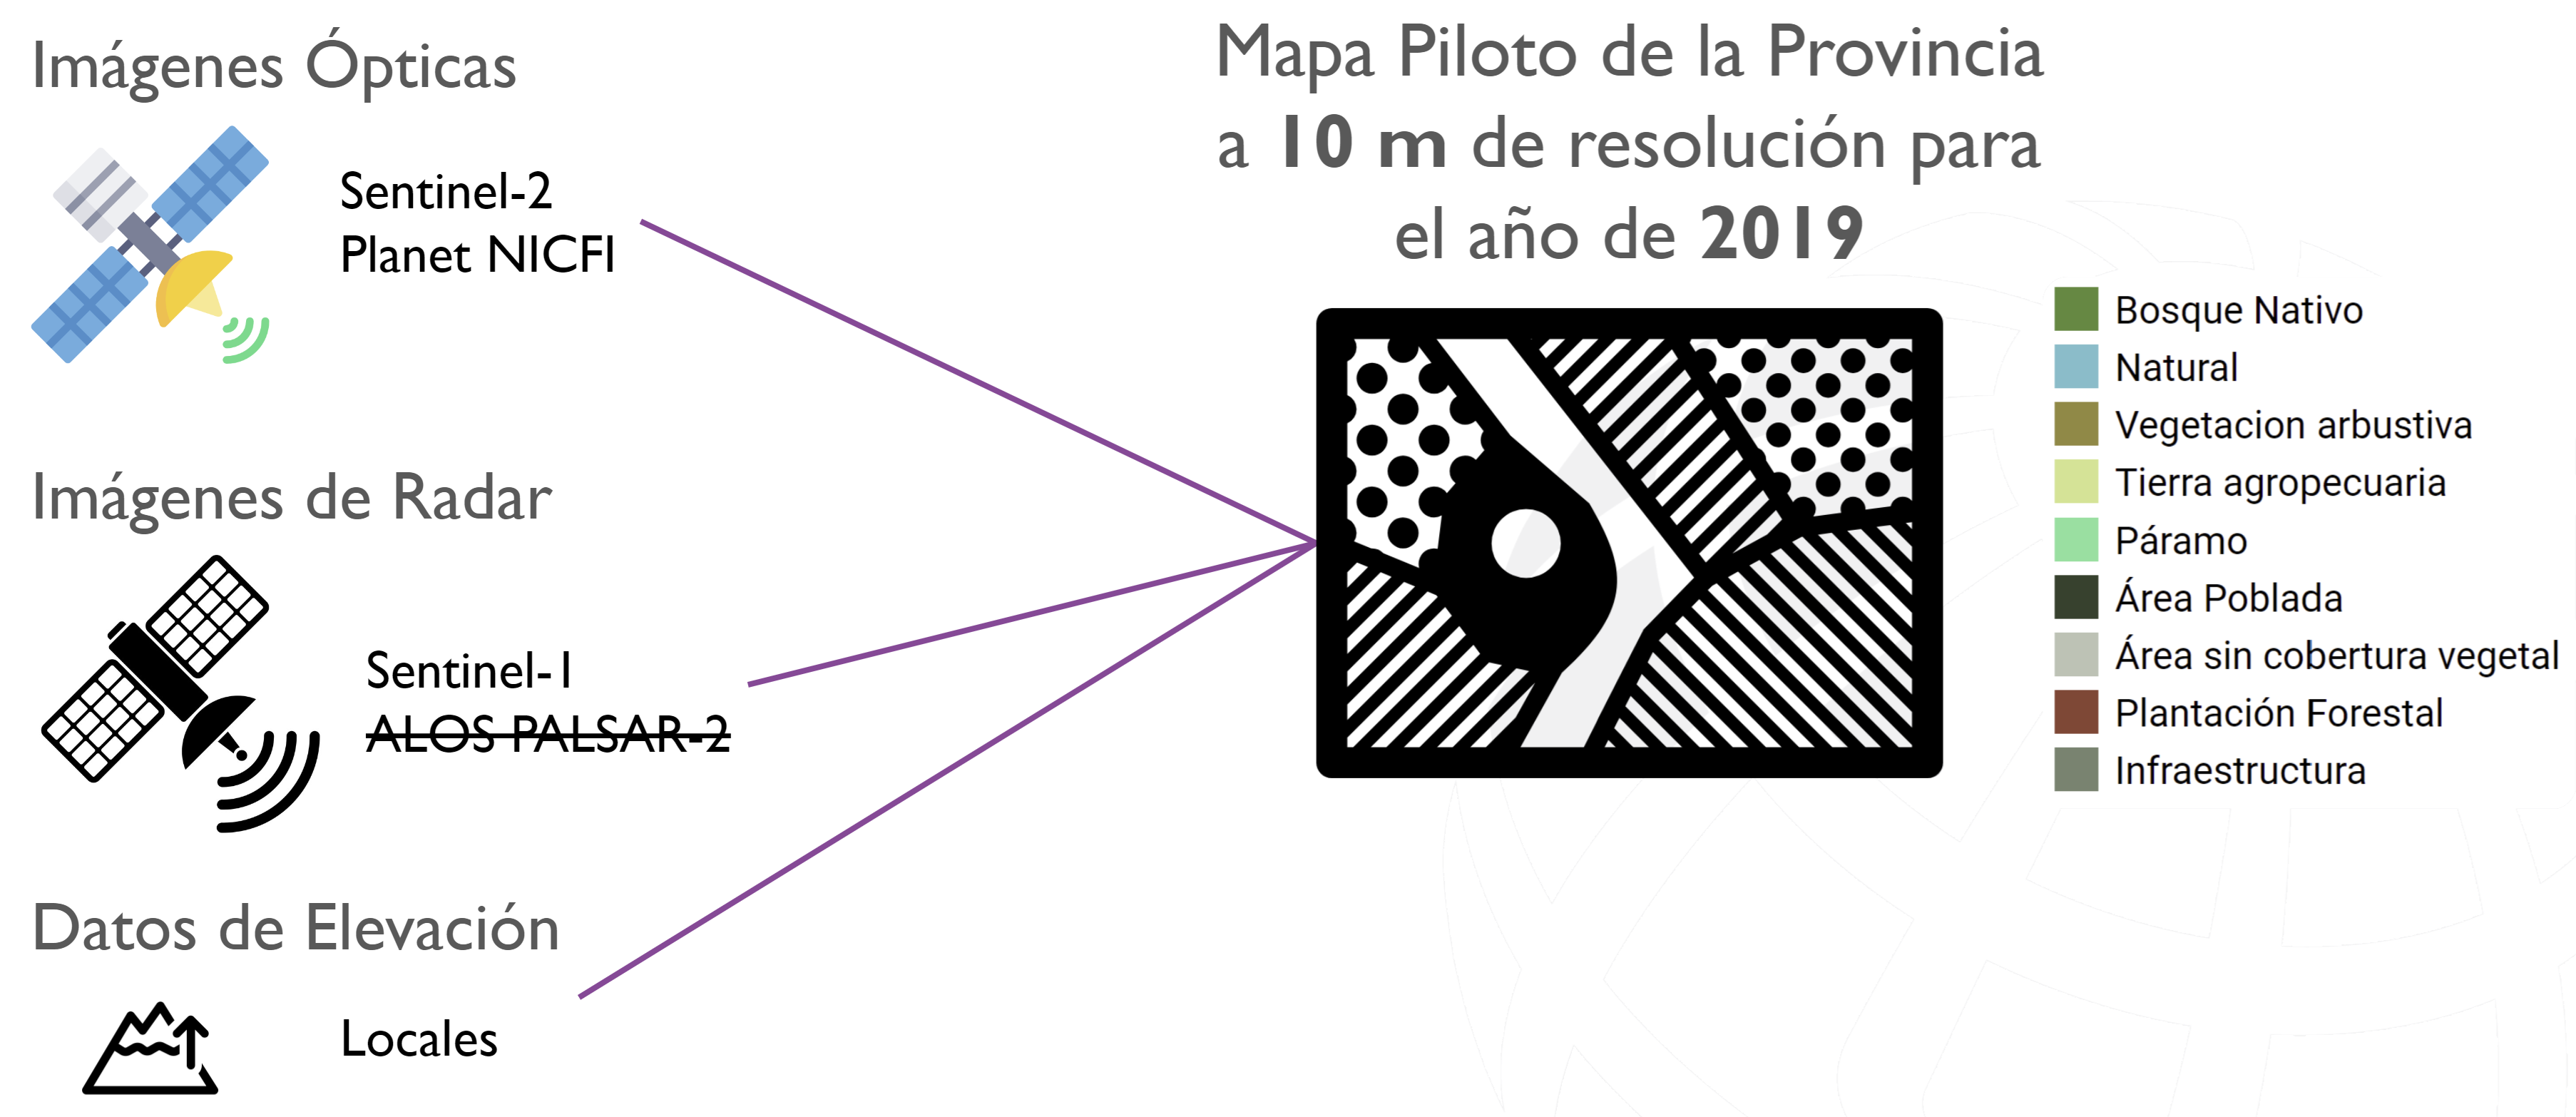 Imágenes Ópticas
Sentinel-2
Planet NICFI
Imágenes de Radar
Sentinel-1
ALOS PALSAR-2
Datos de Elevación
Locales
Mapa Piloto de la Provincia
a 10 m de resolución para
el año de 2019
Bosque Nativo
Natural
Vegetacion arbustiva
Tierra agropecuaria
Páramo
Área Poblada
Área sin cobertura vegetal
Plantación Forestal
Infraestructura